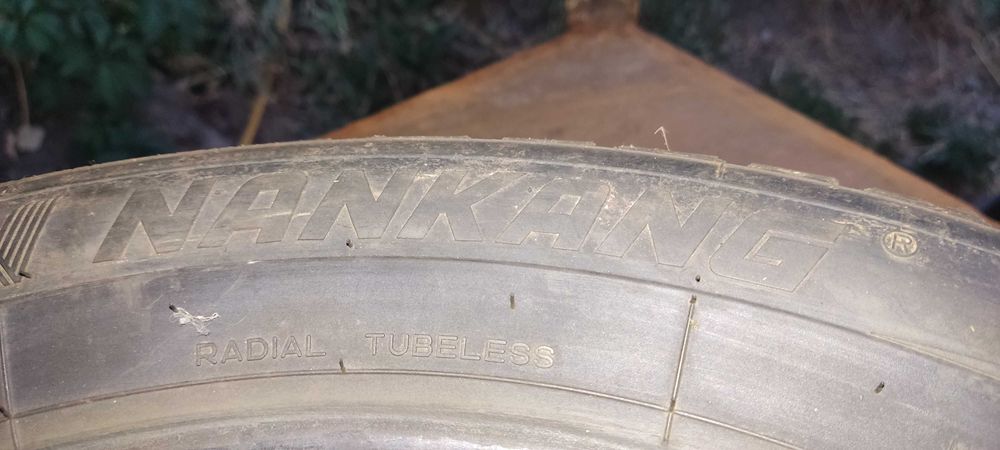 NANKANG ®
RADIAL TUBELESS